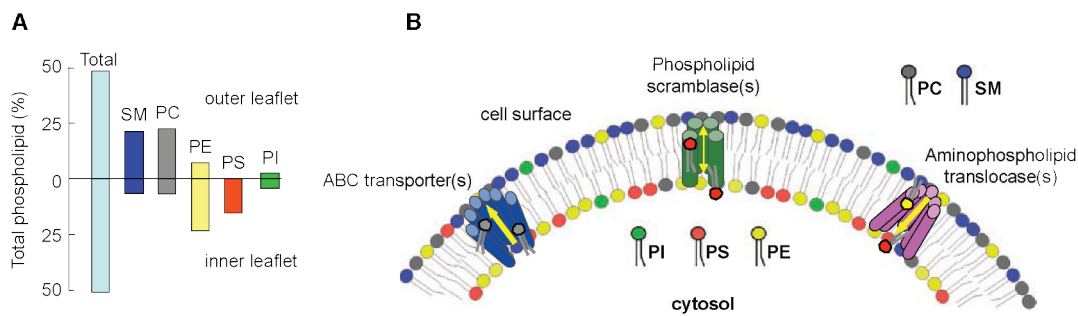 A
Total phospholipid (%)
50
25
0
25
50
Total
SM
PC
PE
PS
PI
outer leaflet
inner leaflet
B
cell surface
ABC transporter(s)
Phospholipid
scramblase(s)
PC
SM
Aminophospholipid
translocase(s)
PI
PS
PE
cytosol